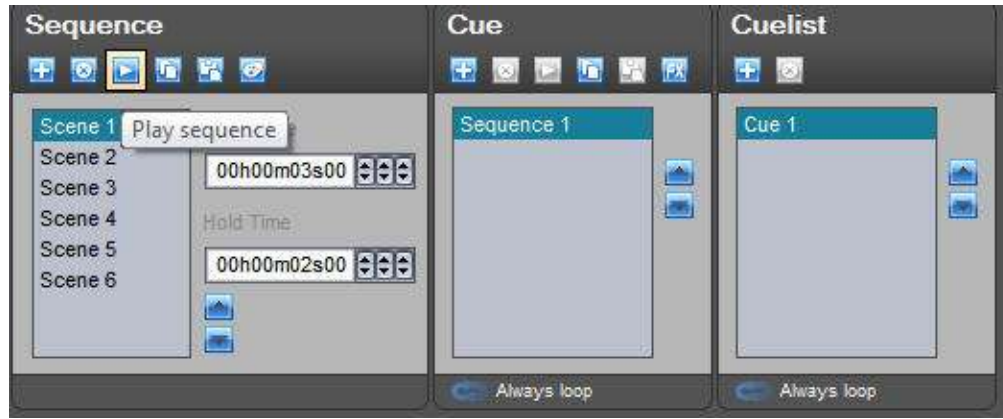 Sequence
FX
Scene 1
Play sequence
Scene 2
00h00m03s00
Scene 3
Scene 4
Hold Time
Scene 5
00h00m02s00
Scene 6
Cue
Sequence 1
Always loop
Cuelist
Cue 1
Always loop